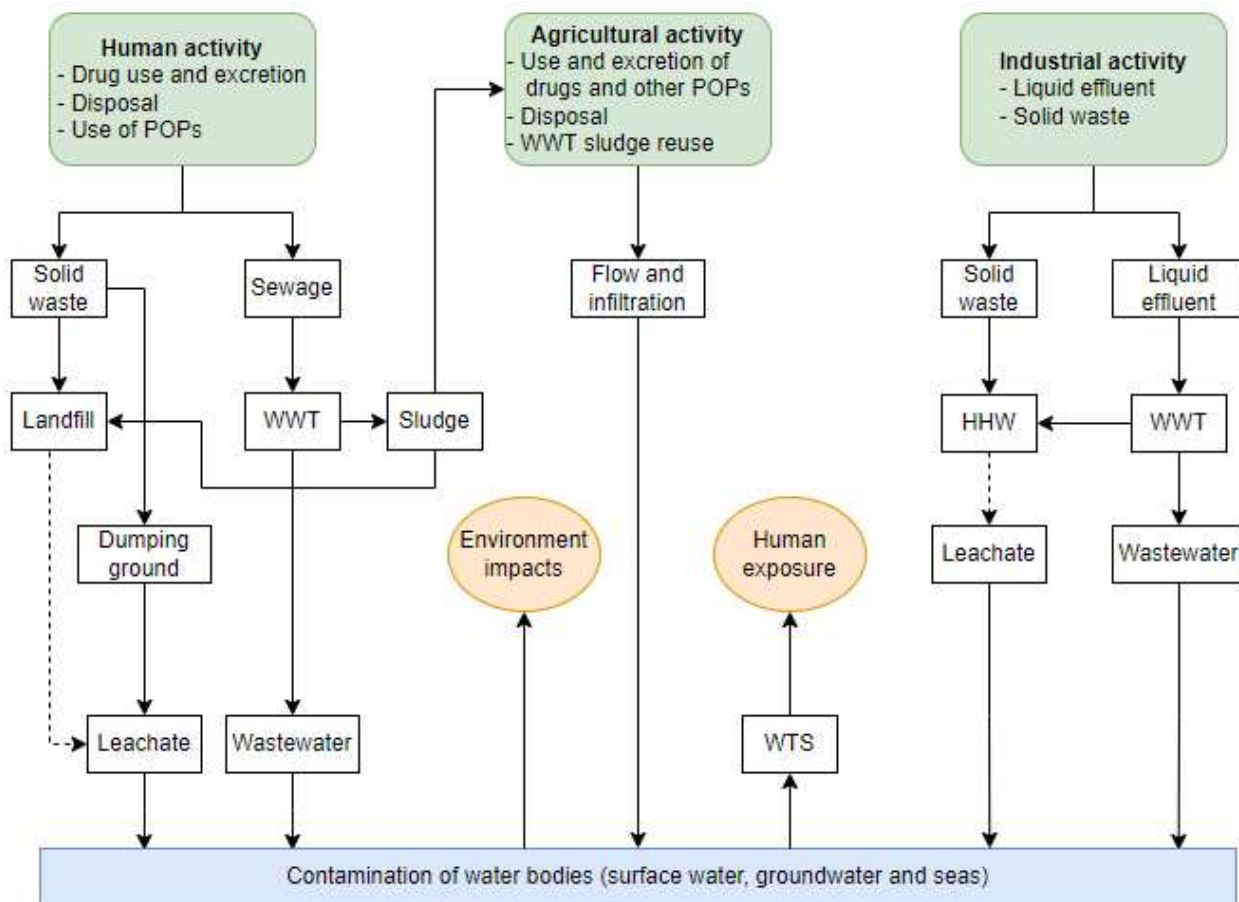 Human activity
- Drug use and excretion
- Disposal
- Use of POPs
Agricultural activity
- Use and excretion of
drugs and other POPs
- Disposal
- WWT sludge reuse
Industrial activity
- Liquid effluent
- Solid waste
Solid
waste
Sewage
Flow and
infiltration
Solid
waste
Liquid
effluent
Landfill
WWT
Sludge
HHW
WWT
Dumping
ground
Environment
impacts
Human
exposure
Leachate
Wastewater
Leachate
Wastewater
WTS
Contamination of water bodies (surface water, groundwater and seas)